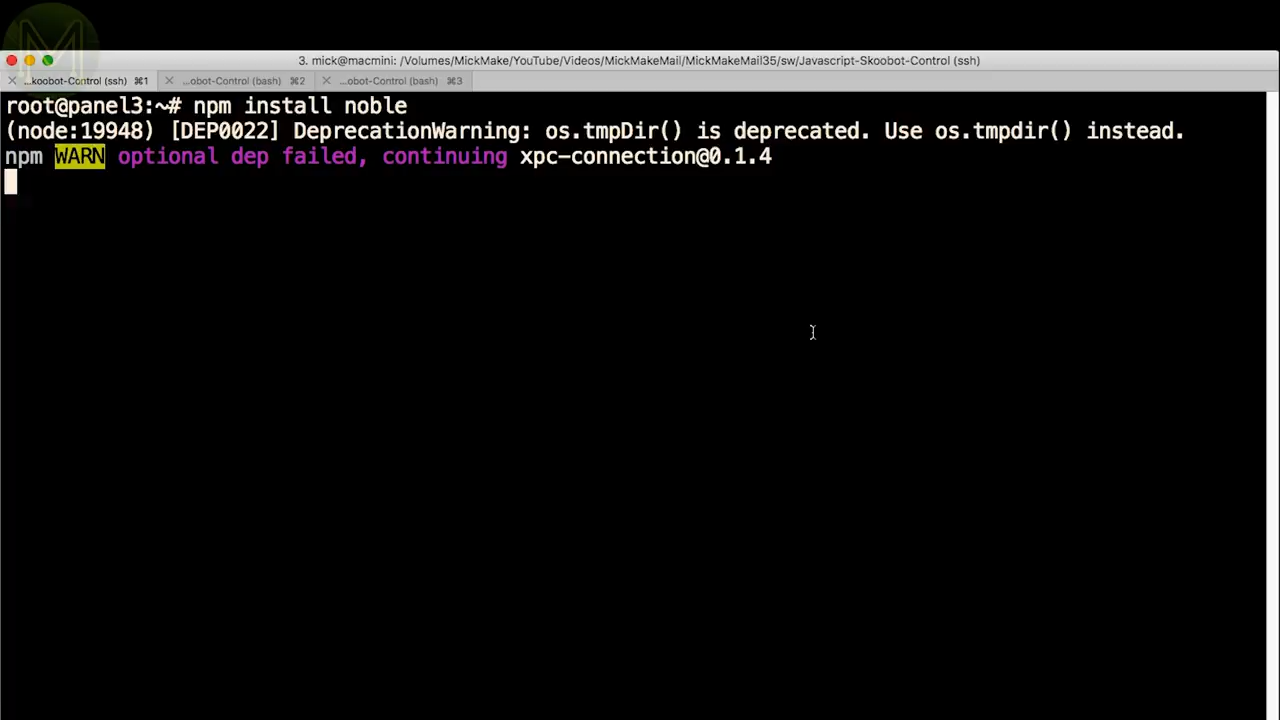 M
3. mick@macmini: /Volumes/MickMake/YouTube/Videos/MickMakeMail/MickMakeMail35/sw/Javascript-Skoobot-Control (ssh)
...koobot-Control (ssh) ⌘1 ...obot-Control (bash) ⌘2 ...obot-Control (bash) ⌘3
root@panel3:~# npm install noble
(node:19948) [DEP0022] DeprecationWarning: os.tmpDir() is deprecated. Use os.tmpdir() instead.
npm WARN optional dep failed, continuing xpc-connection@0.1.4